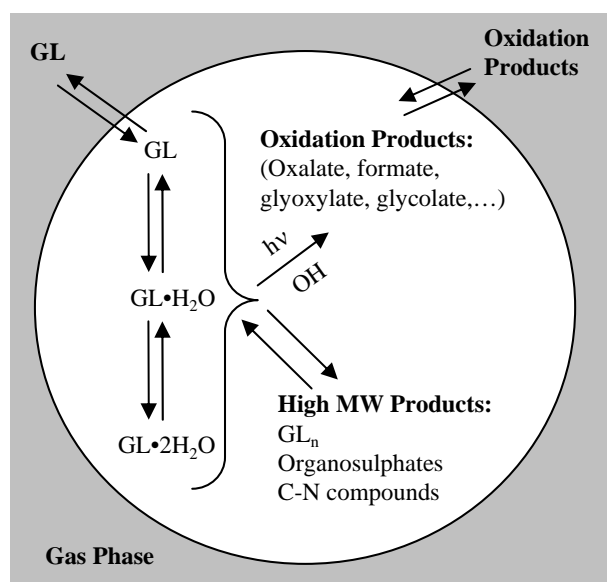 GL
Oxidation
Products
GL
Oxidation Products:
(Oxalate, formate,
glyoxylate, glycolate,...)
hν
OH
GL•H₂O
High MW Products:
GLₙ
GL•2H₂O
Organosulphates
C-N compounds
Gas Phase